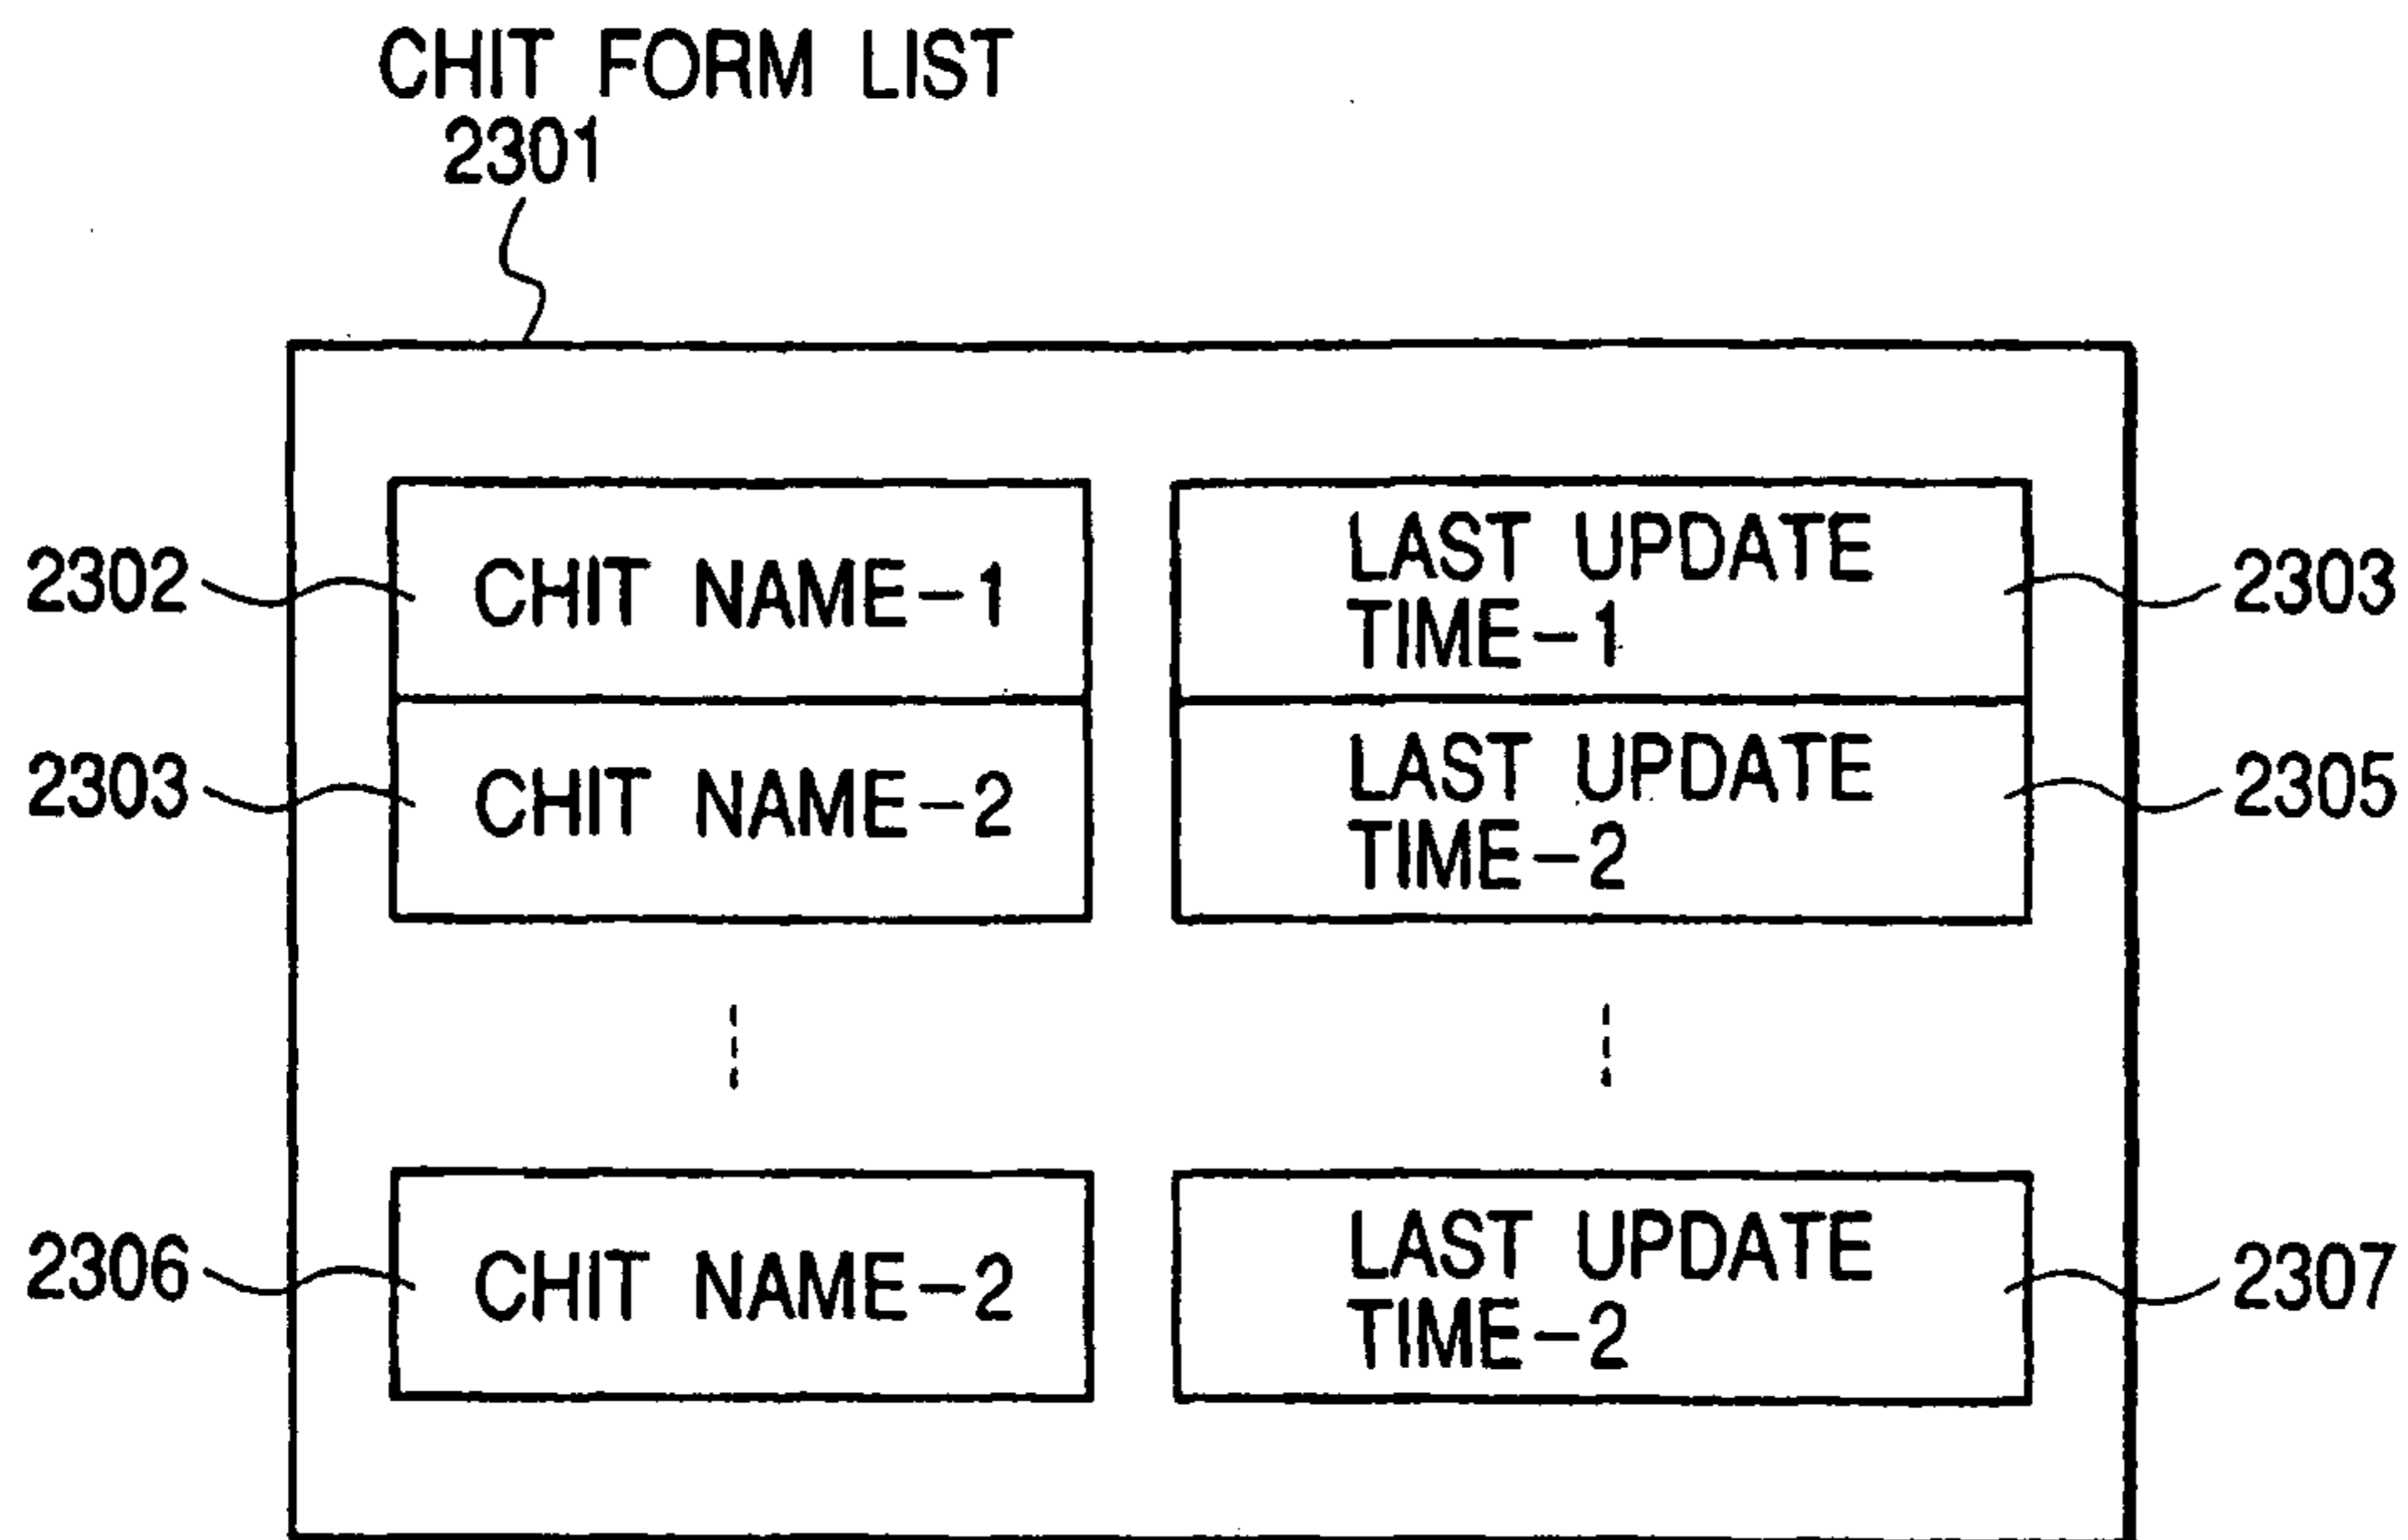 CHIT FORM LIST
2301
2302
CHIT NAME-1
LAST UPDATE
TIME-1
2303
2303
CHIT NAME-2
LAST UPDATE
TIME-2
2305
2306
CHIT NAME-2
LAST UPDATE
TIME-2
2307